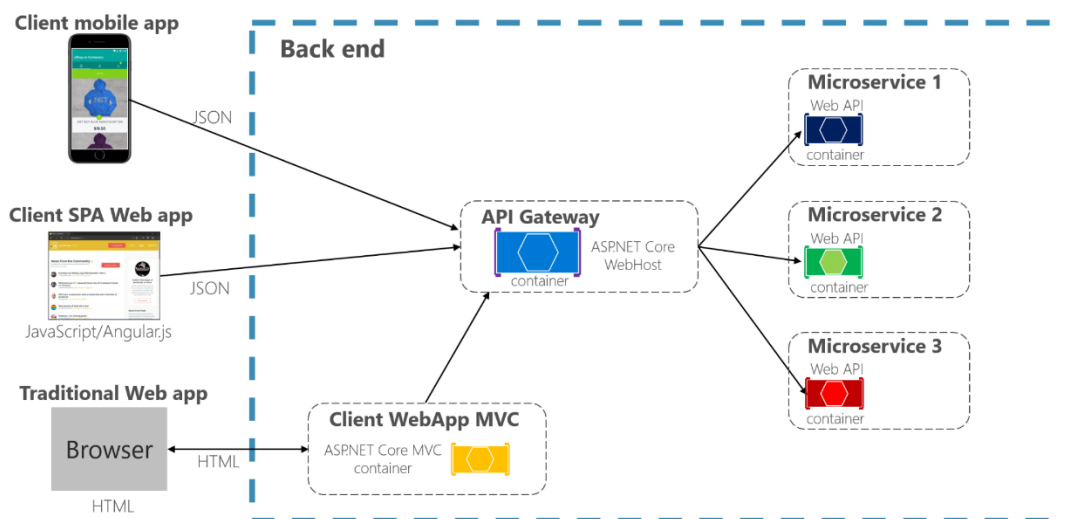 Client mobile app
JSON
Client SPA Web app
JSON
JavaScript/Angular.js
Traditional Web app
Browser
HTML
HTML
Back end
API Gateway
ASP.NET Core
WebHost
container
Client WebApp MVC
ASP.NET Core MVC
container
Microservice 1
Web API
container
Microservice 2
Web API
container
Microservice 3
Web API
container